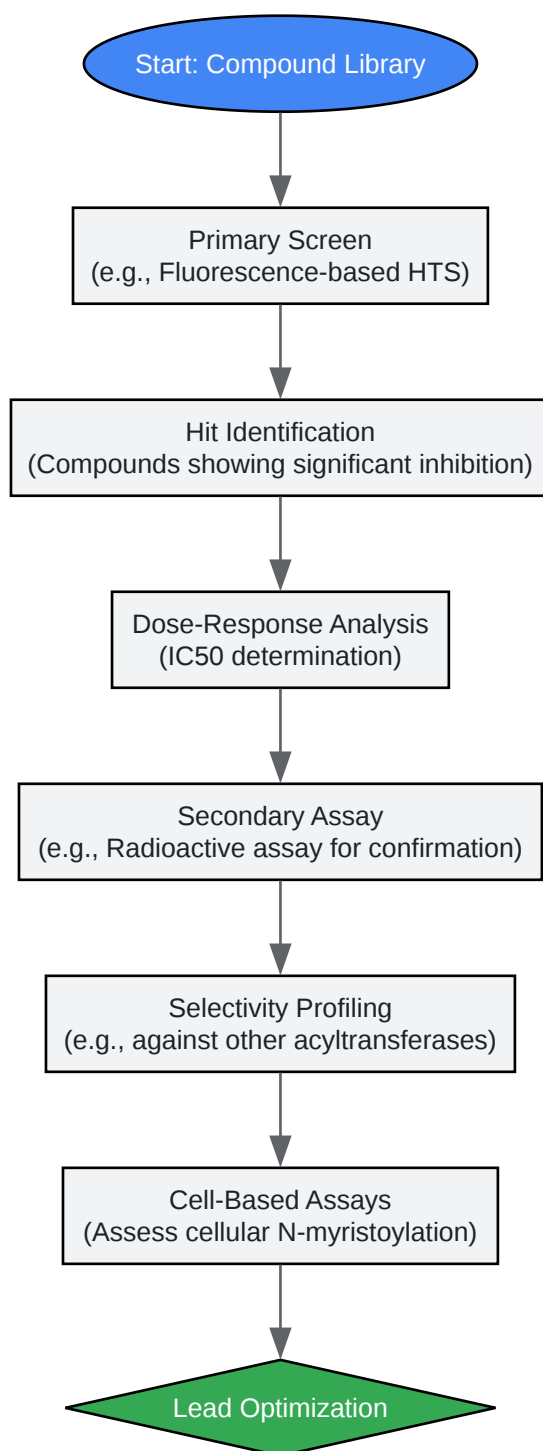 Start: Compound Library
Primary Screen
(e.g., Fluorescence-based HTS)
Hit Identification
(Compounds showing significant inhibition)
Dose-Response Analysis
(IC50 determination)
Secondary Assay
(e.g., Radioactive assay for confirmation)
Selectivity Profiling
(e.g., against other acyltransferases)
Cell-Based Assays
(Assess cellular N-myristoylation)
Lead Optimization